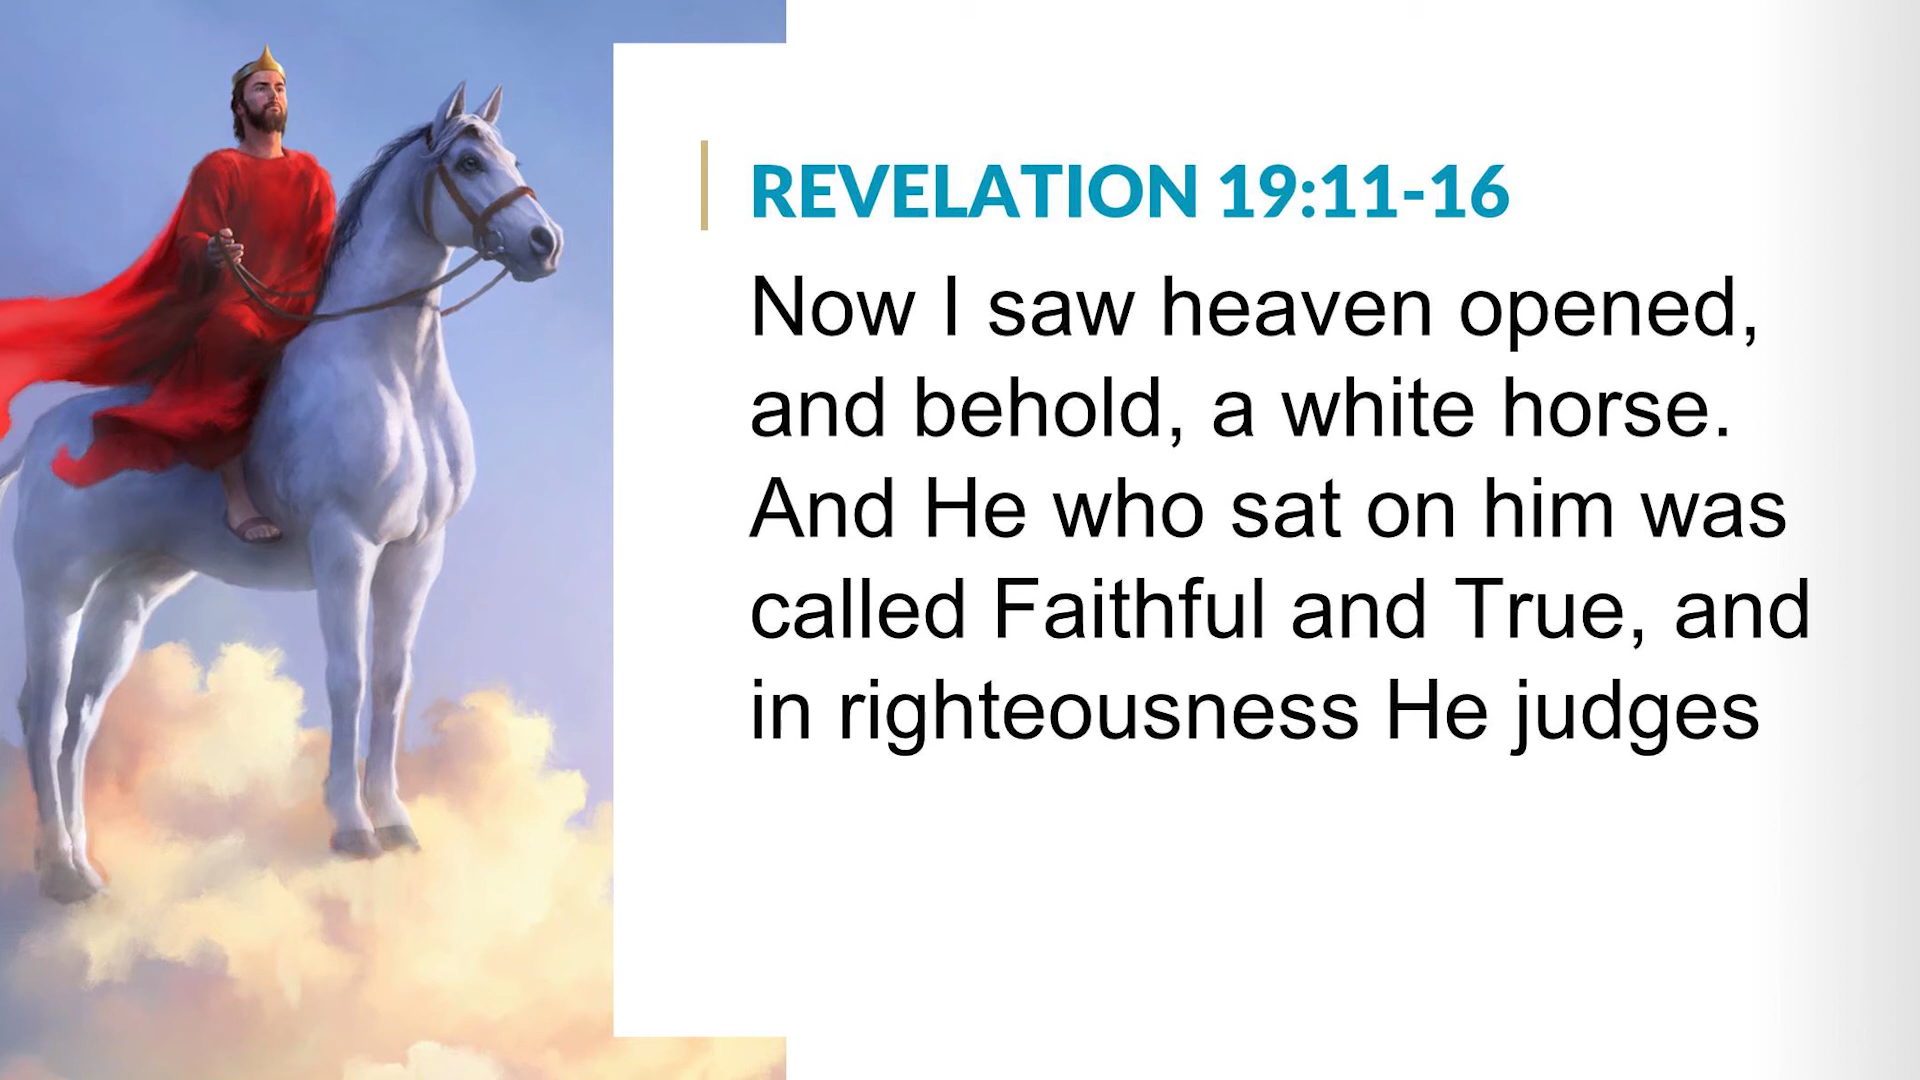 REVELATION 19:11-16
Now I saw heaven opened,
and behold, a white horse.
And He who sat on him was
called Faithful and True, and
in righteousness He judges